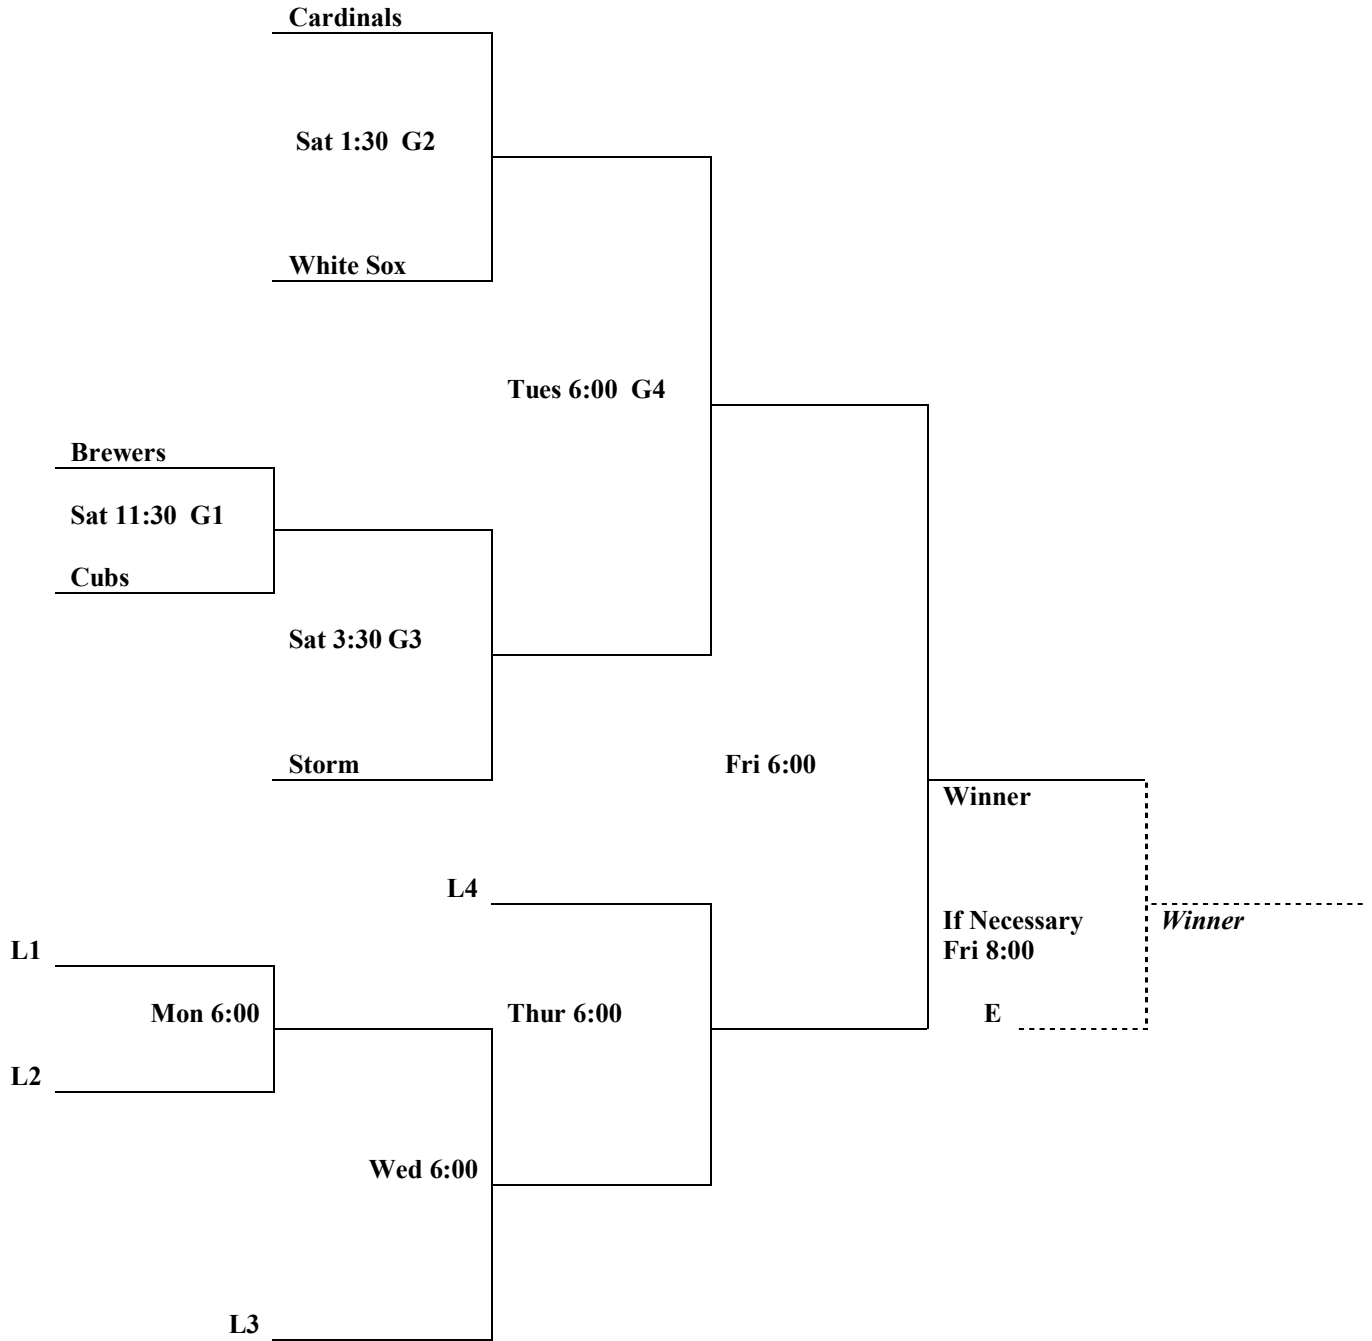 Cardinals
Sat 1:30 G2
White Sox
Tues 6:00 G4
Brewers
Sat 11:30 G1
Cubs
Sat 3:30 G3
Storm
Fri 6:00
Winner
L4
If Necessary
Fri 8:00
Winner
L1
Mon 6:00
Thur 6:00
E
L2
Wed 6:00
L3